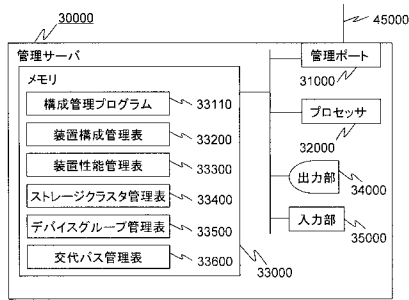 30000
45000
管理サーバ
メモリ
構成管理プログラム
33110
装置構成管理表
33200
装置性能管理表
33300
ストレージクラスタ管理表
33400
デバイスグループ管理表
33500
交代パス管理表
33600
33000
管理ポート
31000
プロセッサ
32000
出力部
34000
入力部
35000